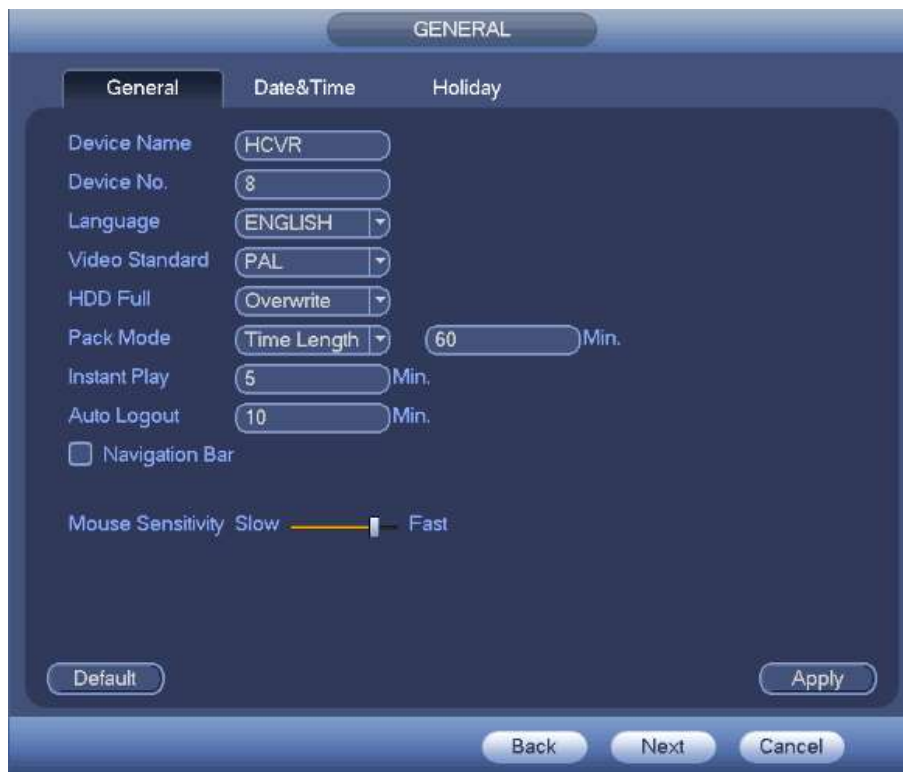 GENERAL
General Date&Time Holiday
Device Name HCVR
Device No. 8
Language ENGLISH
Video Standard PAL
HDD Full Overwrite
Pack Mode Time Length 60 Min.
Instant Play 5 Min.
Auto Logout 10 Min.
Navigation Bar
Mouse Sensitivity Slow Fast
Default Apply
Back Next Cancel